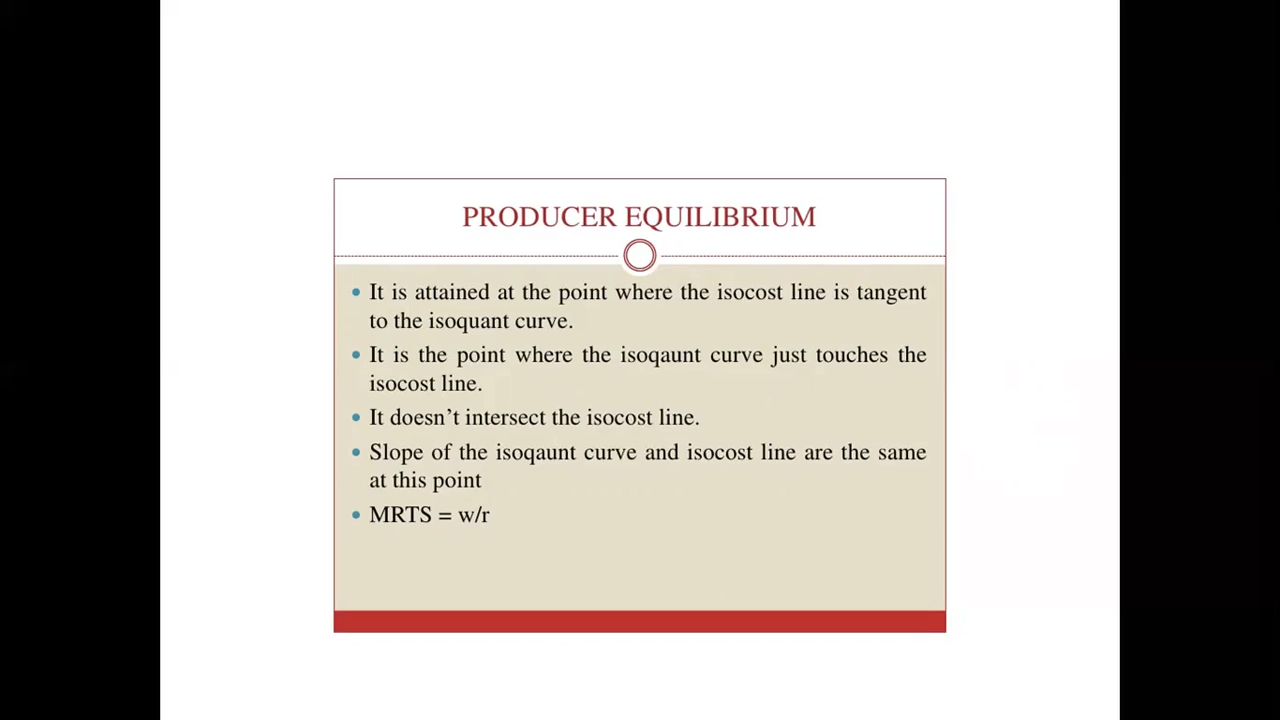 PRODUCER EQUILIBRIUM
• It is attained at the point where the isocost line is tangent
to the isoquant curve.
• It is the point where the isoqaunt curve just touches the
isocost line.
• It doesn’t intersect the isocost line.
• Slope of the isoqaunt curve and isocost line are the same
at this point
• MRTS = w/r